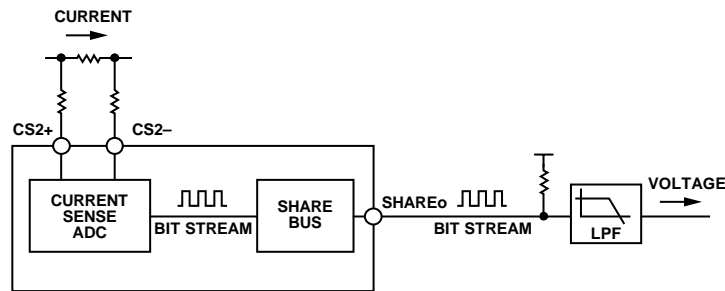 CURRENT
CS2+
CS2–
CURRENT
SENSE
ADC
BIT STREAM
SHARE
BUS
SHAREo
BIT STREAM
LPF
VOLTAGE